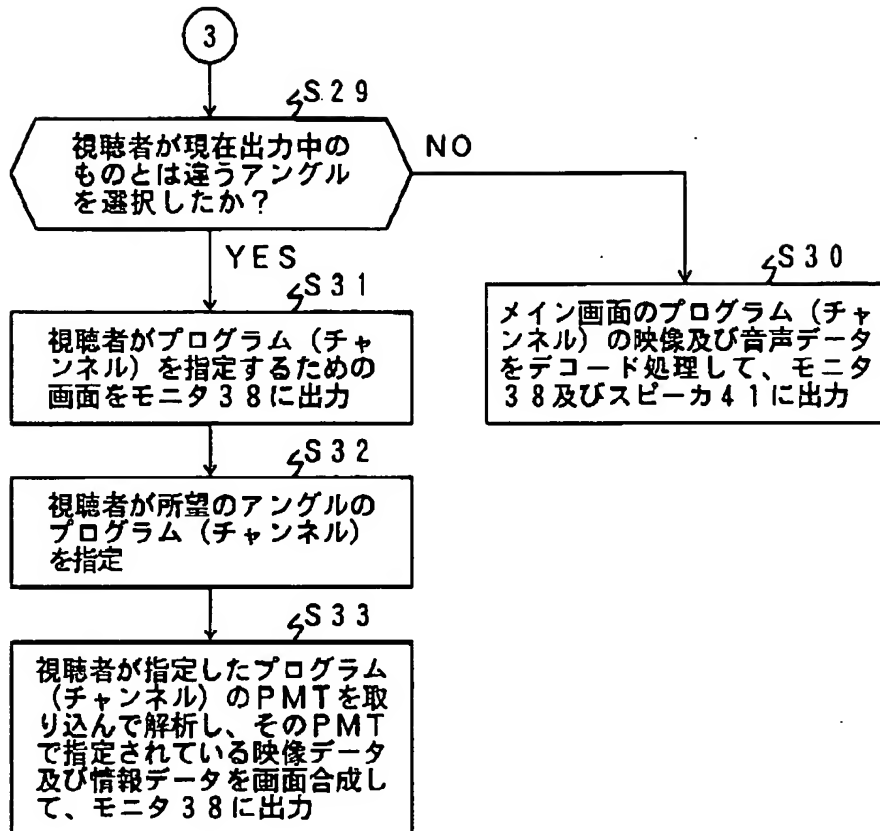 3
S29
視聴者が現在出力中の
ものとは違うアングル
を選択したか？
NO
YES
S30
メイン画面のプログラム（チャ
ンネル）の映像及び音声データ
をデコード処理して、モニタ
38及びスピーカ41に出力
S31
視聴者がプログラム（チャ
ンネル）を指定するための
画面をモニタ38に出力
S32
視聴者が所望のアングルの
プログラム（チャンネル）
を指定
S33
視聴者が指定したプログラム
（チャンネル）のPMTを取
り込んで解析し、そのPMT
で指定されている映像データ
及び情報データを画面合成し
て、モニタ38に出力